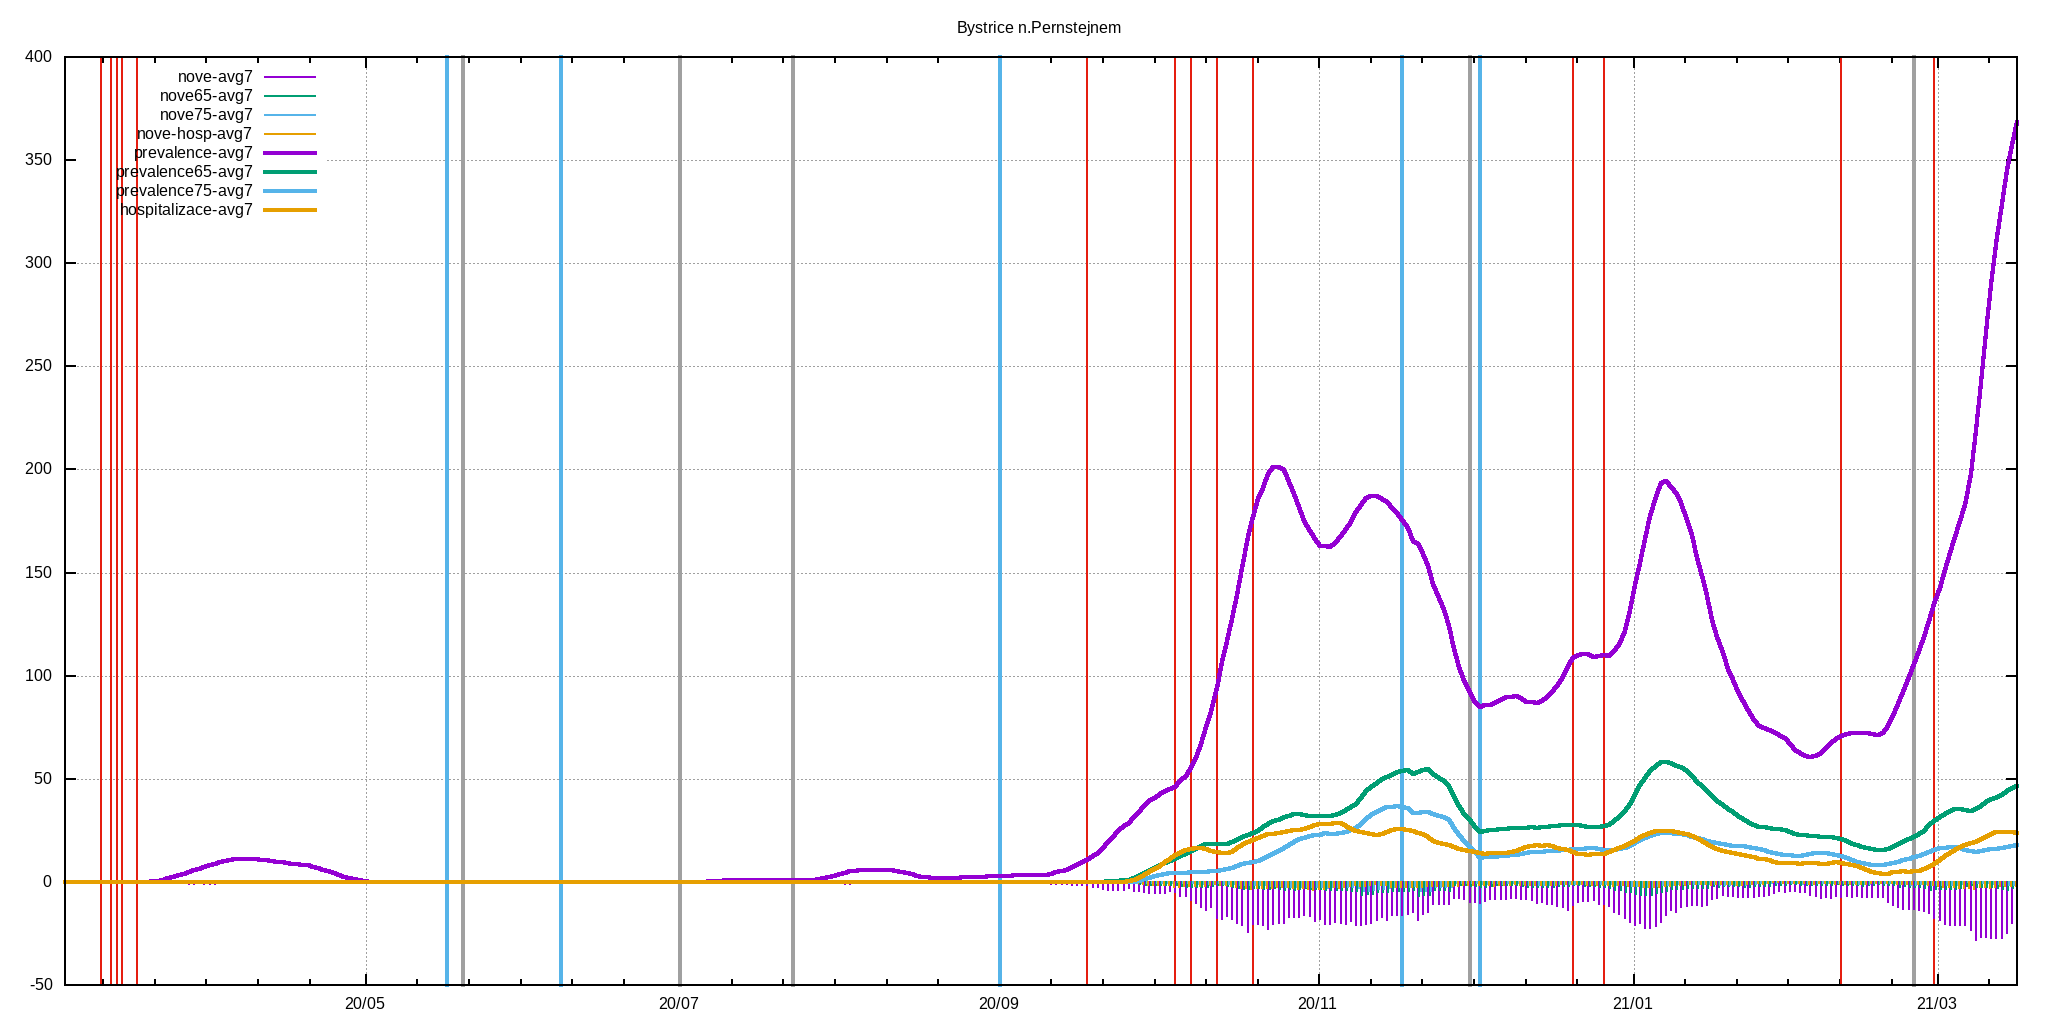 Bystrice n.Pernstejnem
400
350
300
250
200
150
100
50
0
-50
nove-avg7
nove65-avg7
nove75-avg7
nove-hosp-avg7
prevalence-avg7
prevalence65-avg7
prevalence75-avg7
hospitalizace-avg7
20/05
20/07
20/09
20/11
21/01
21/03